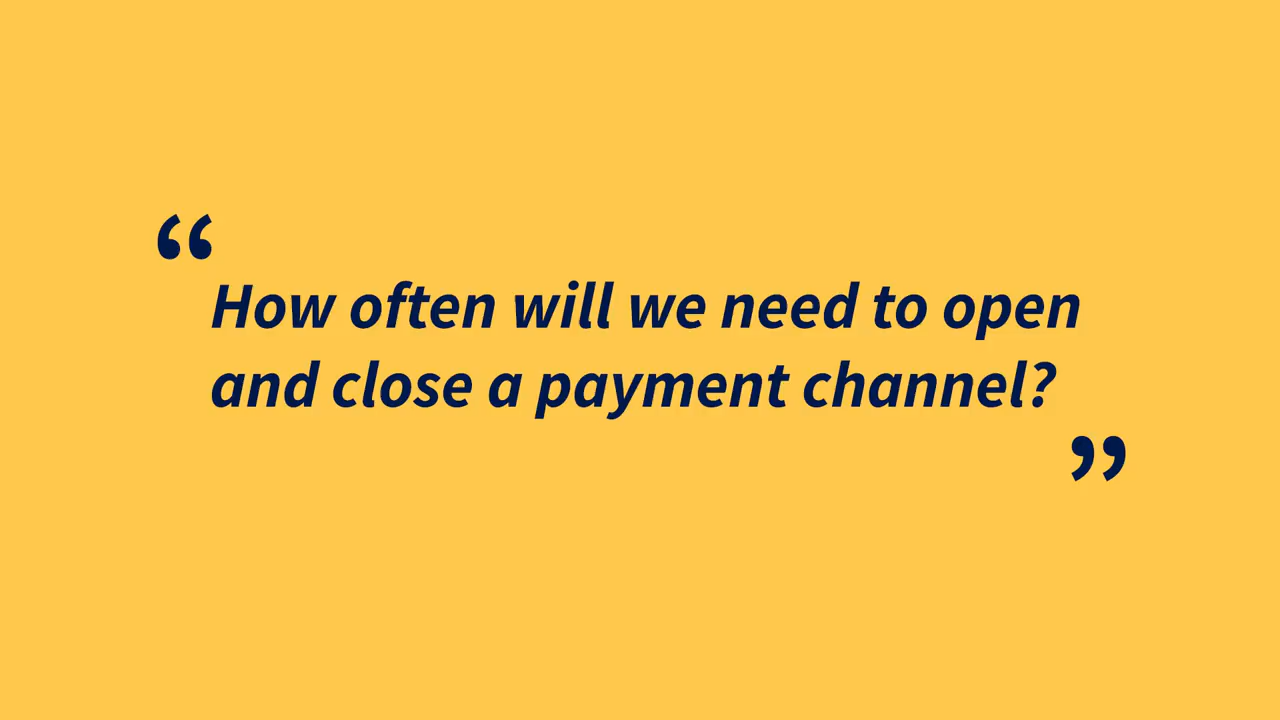 “How often will we need to open
and close a payment channel?”